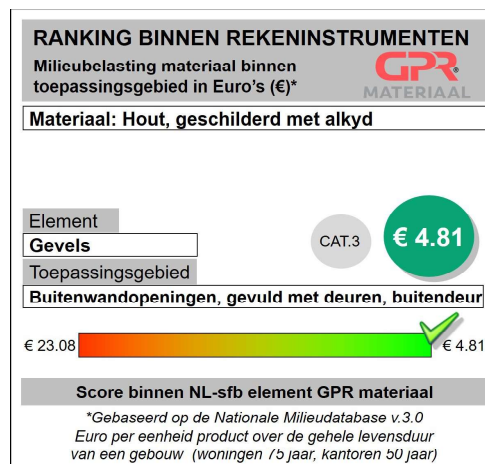 RANKING BINNEN REKENINSTRUMENTEN
Milieubelasting materiaal binnen
toepassingsgebied in Euro's (€)*
GPR®
MATERIAAL
Materiaal: Hout, geschilderd met alkyd
Element
Gevels
CAT.3
€ 4.81
Toepassingsgebied
Buitenwandopeningen, gevuld met deuren, buitendeur
€ 23.08
€ 4.81
Score binnen NL-sfb element GPR materiaal
*Gebaseerd op de Nationale Milieudatabase v.3.0
Euro per eenheid product over de gehele levensduur
van een gebouw (woningen 75 jaar, kantoren 50 jaar)